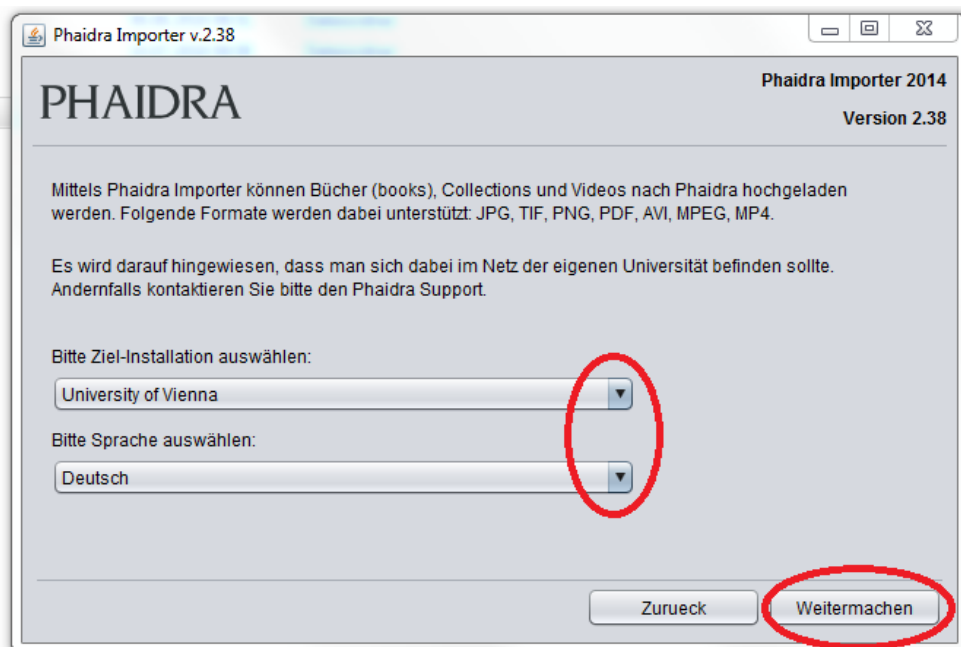 Phaidra Importer v.2.38
PHAIDRA
Phaidra Importer 2014
Version 2.38
Mittels Phaidra Importer können Bücher (books), Collections und Videos nach Phaidra hochgeladen
werden. Folgende Formate werden dabei unterstützt: JPG, TIF, PNG, PDF, AVI, MPEG, MP4.
Es wird darauf hingewiesen, dass man sich dabei im Netz der eigenen Universität befinden sollte.
Andernfalls kontaktieren Sie bitte den Phaidra Support.
Bitte Ziel-Installation auswählen:
University of Vienna
Bitte Sprache auswählen:
Deutsch
Zurueck
Weitermachen